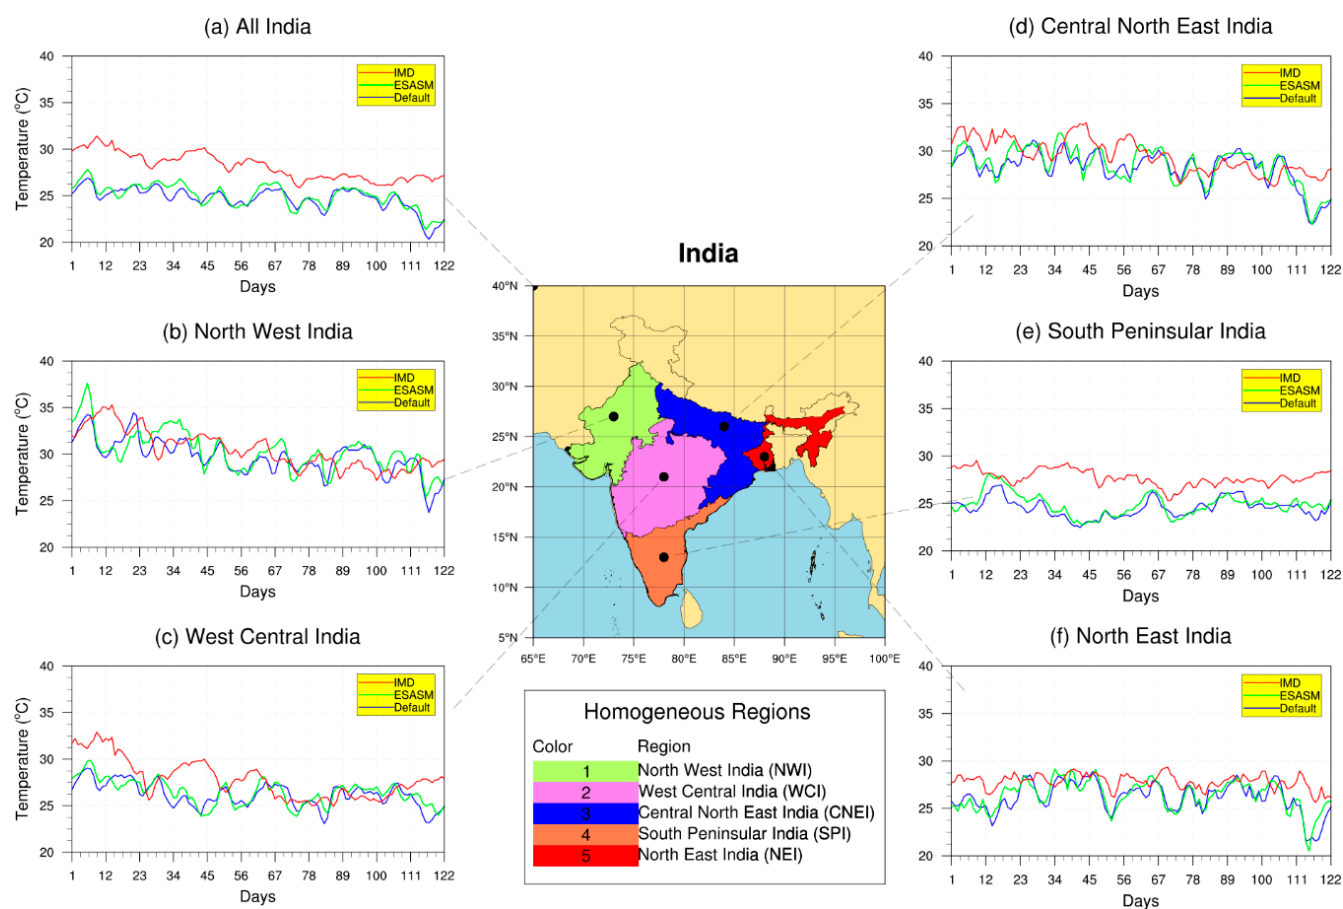 (a) All India
Temperature (°C)
40
35
30
25
20
IMD
ESASM
Default
1 12 23 34 45 56 67 78 89 100 111 122
Days
(b) North West India
Temperature (°C)
40
35
30
25
20
IMD
ESASM
Default
1 12 23 34 45 56 67 78 89 100 111 122
Days
(c) West Central India
Temperature (°C)
40
35
30
25
20
IMD
ESASM
Default
1 12 23 34 45 56 67 78 89 100 111 122
Days
India
40°N
35°N
30°N
25°N
20°N
15°N
10°N
5°N
65°E 70°E 75°E 80°E 85°E 90°E 95°E 100°E
Homogeneous Regions
Color Region
1 North West India (NWI)
2 West Central India (WCI)
3 Central North East India (CNEI)
4 South Peninsular India (SPI)
5 North East India (NEI)
(d) Central North East India
40
35
30
25
20
IMD
ESASM
Default
1 12 23 34 45 56 67 78 89 100 111 122
Days
(e) South Peninsular India
40
35
30
25
20
IMD
ESASM
Default
1 12 23 34 45 56 67 78 89 100 111 122
Days
(f) North East India
40
35
30
25
20
IMD
ESASM
Default
1 12 23 34 45 56 67 78 89 100 111 122
Days